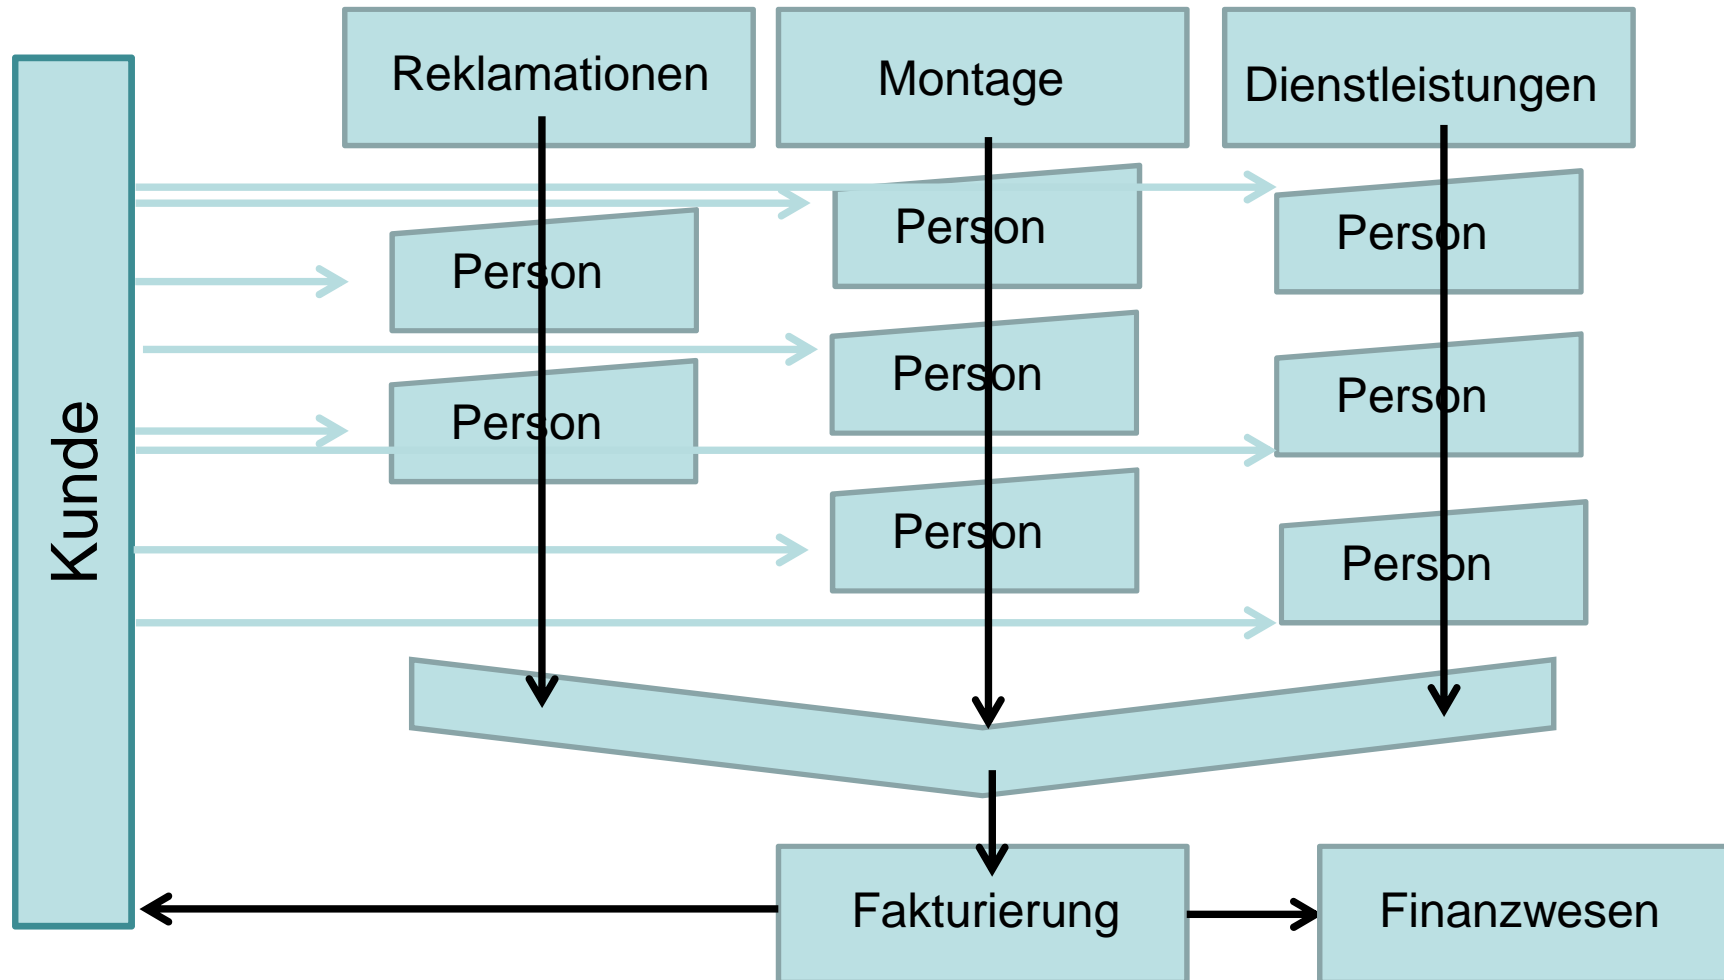 Reklamationen
Montage
Dienstleistungen
Person
Person
Person
Person
Person
Person
Person
Person
Kunde
Fakturierung
Finanzwesen